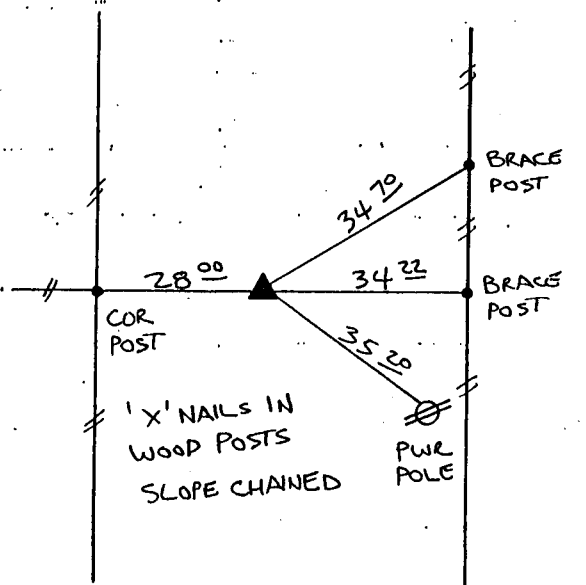 BRACE
POST
34 70
28 00
34 22
BRACE
POST
COR
POST
35 20
'X' NAILS IN
WOOD POSTS
SLOPE CHAINED
PWR
POLE